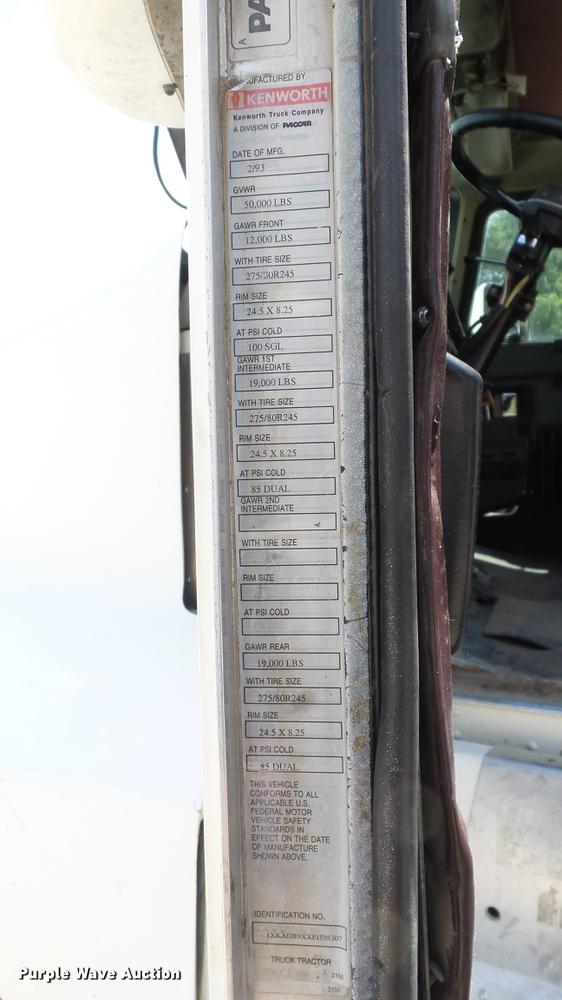 A
PA
UFACTURED BY
KENWORTH
Kenworth Truck Company
A DIVISION OF PACCAR
DATE OF MFG.
2/93
GVWR
50,000 LBS
GAWR FRONT
12,000 LBS
WITH TIRE SIZE
275/80R245
RIM SIZE
24.5 X 8.25
AT PSI COLD
100 SGL
GAWR 1ST
INTERMEDIATE
19,000 LBS
WITH TIRE SIZE
275/80R245
RIM SIZE
24.5 X 8.25
AT PSI COLD
85 DUAL
GAWR 2ND
INTERMEDIATE
WITH TIRE SIZE
RIM SIZE
AT PSI COLD
GAWR REAR
19,000 LBS
WITH TIRE SIZE
275/80R245
RIM SIZE
24.5 X 8.25
AT PSI COLD
85 DUAL
THIS VEHICLE
CONFORMS TO ALL
APPLICABLE U.S.
FEDERAL MOTOR
VEHICLE SAFETY
STANDARDS IN
EFFECT ON THE DATE
OF MANUFACTURE
SHOWN ABOVE.
IDENTIFICATION NO.
1XKADB9XXPJ595307
TRUCK TRACTOR
TRUCK TRACTOR 2150
2150
Purple Wave Auction